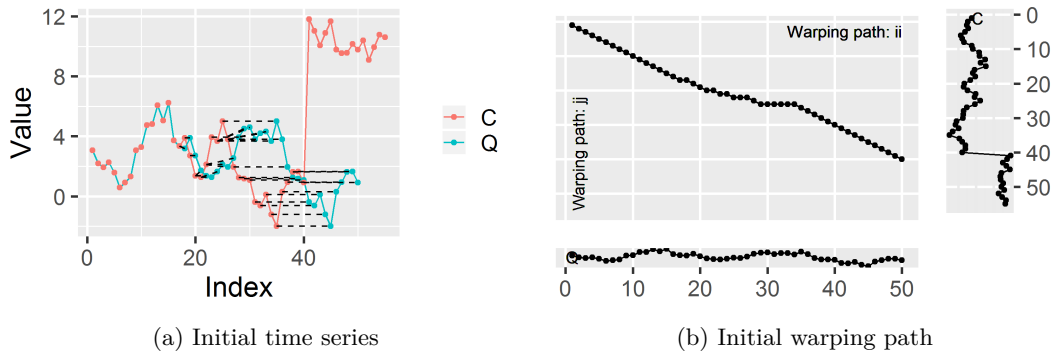 12
8
4
0
Value
0
20
40
Index
C
Q
(a) Initial time series
Warping path: ii
Warping path: jj
C
0
10
20
30
40
50
Q
0
10
20
30
40
50
(b) Initial warping path